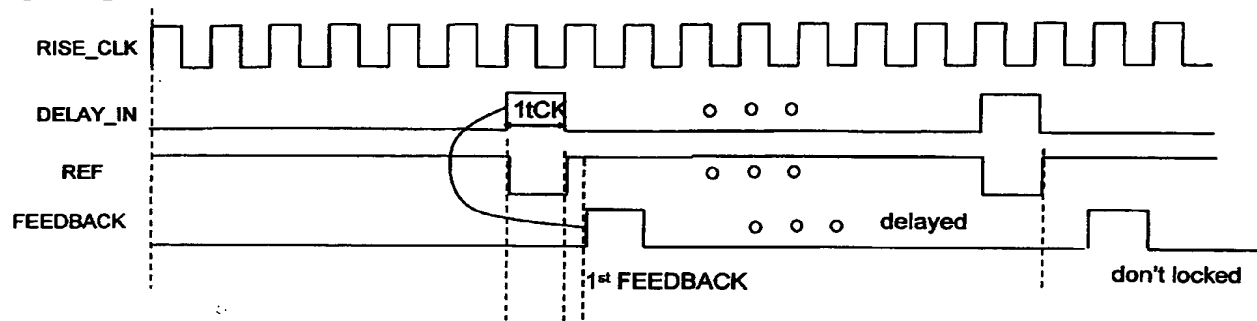 RISE_CLK
DELAY_IN
1tCK
REF
FEEDBACK
delayed
1st FEEDBACK
don't locked